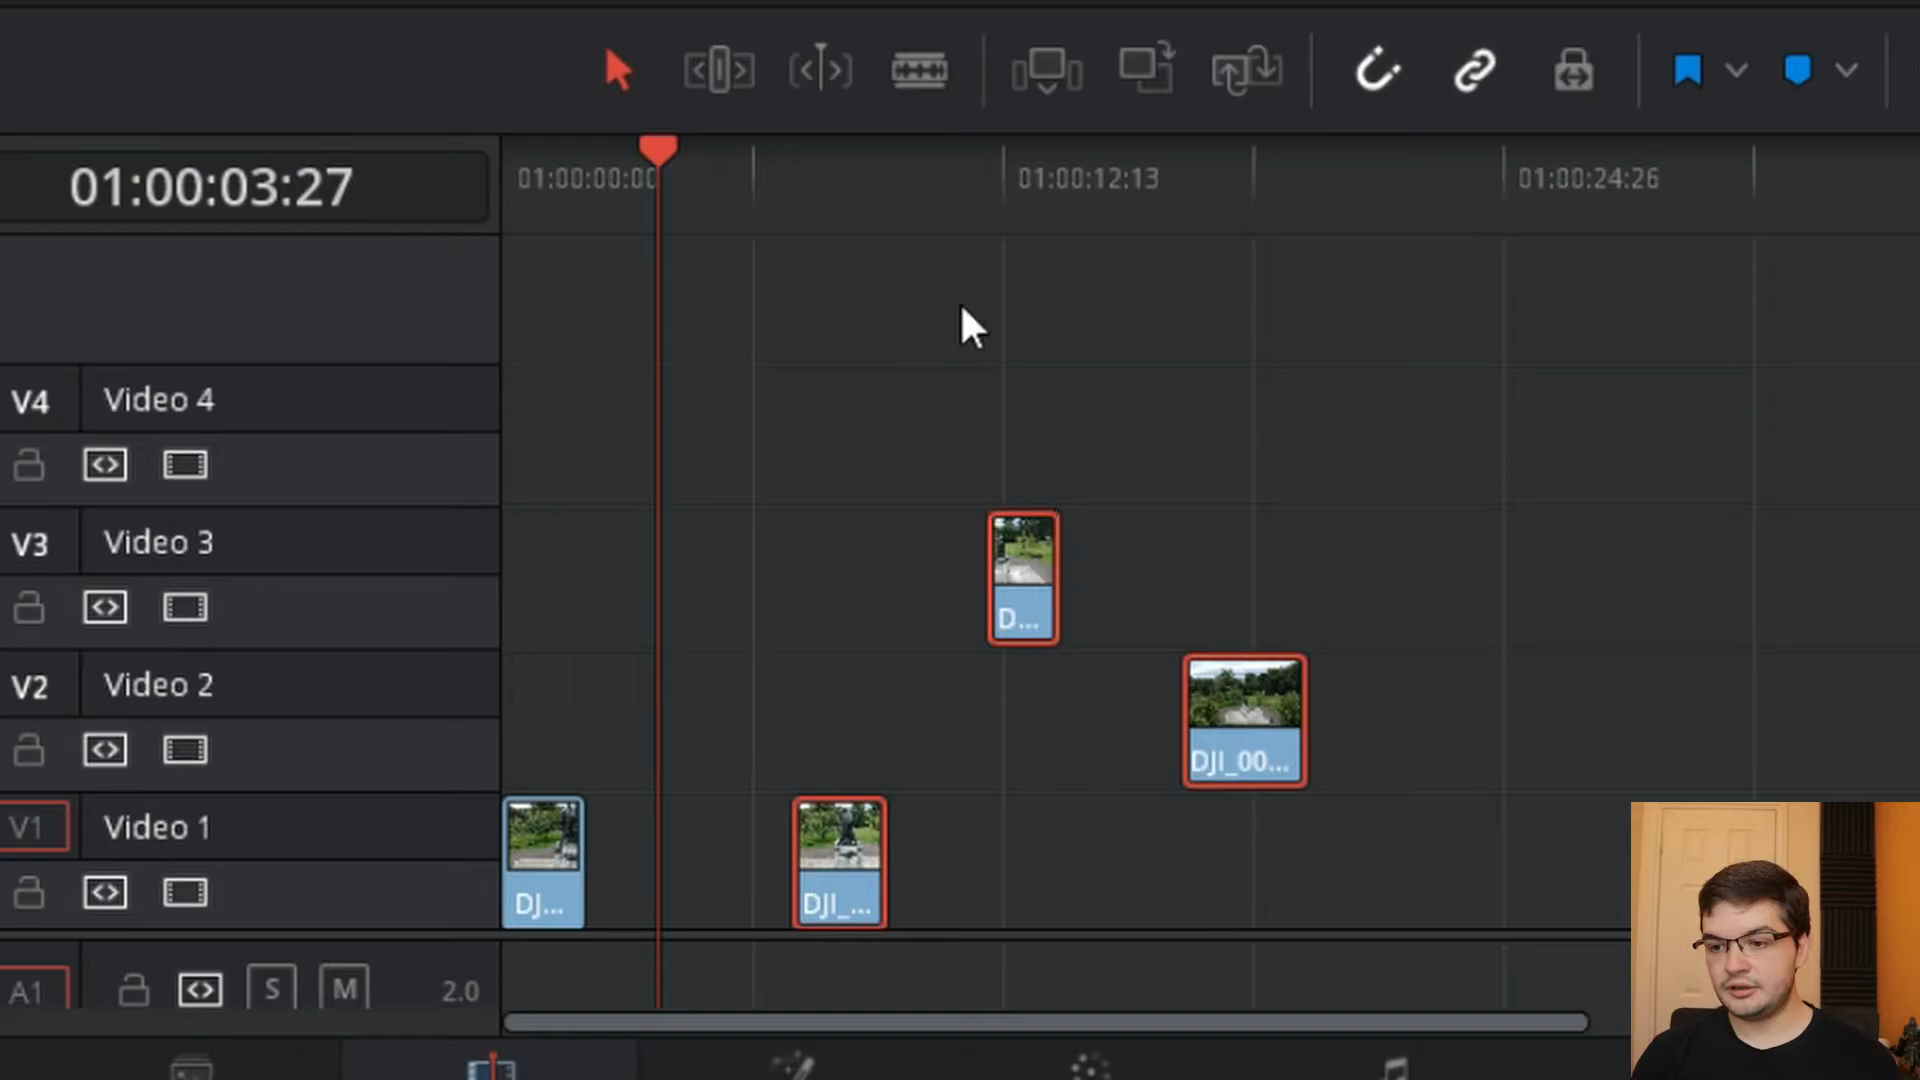 01:00:03:27
01:00:00:00
01:00:12:13
01:00:24:26
V4 Video 4
V3 Video 3
D...
V2 Video 2
DJI_00...
V1 Video 1
DJ...
DJI_...
A1 S M 2.0